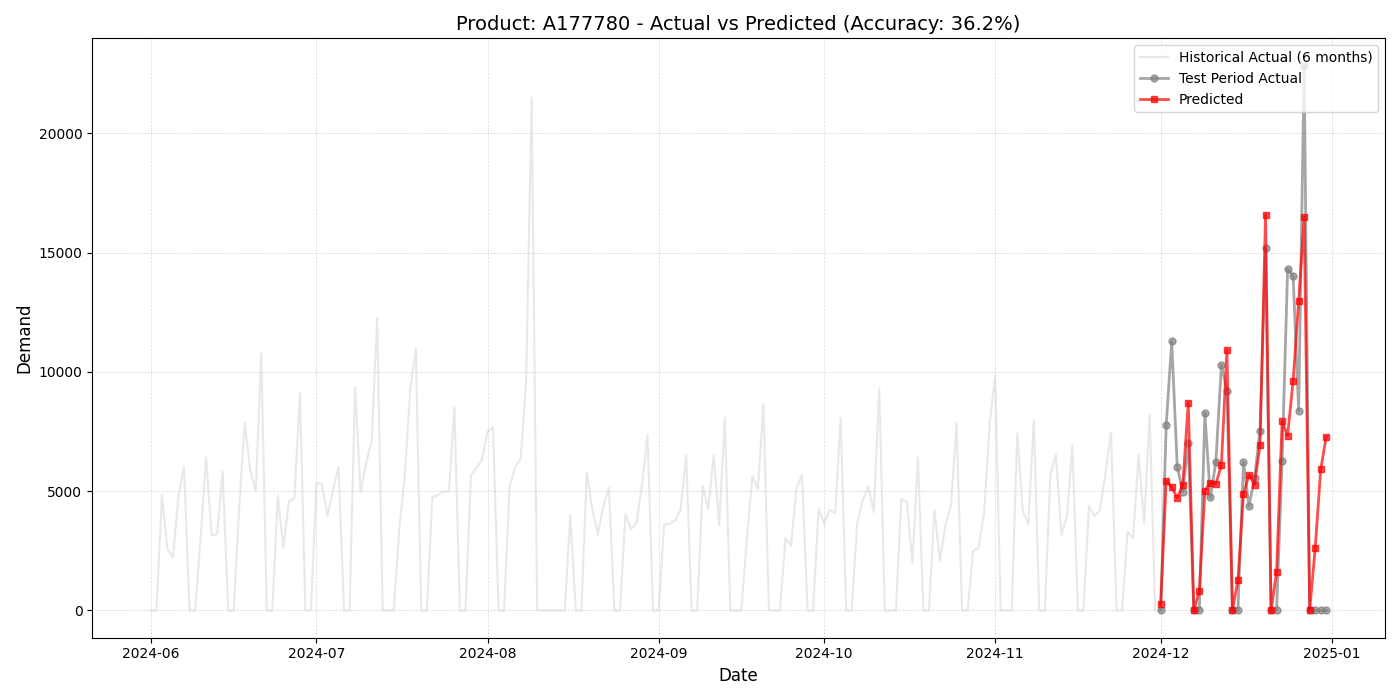 Product: A177780 - Actual vs Predicted (Accuracy: 36.2%)
Historical Actual (6 months)
Test Period Actual
Predicted
Demand
20000
15000
10000
5000
0
2024-06
2024-07
2024-08
2024-09
2024-10
2024-11
2024-12
2025-01
Date